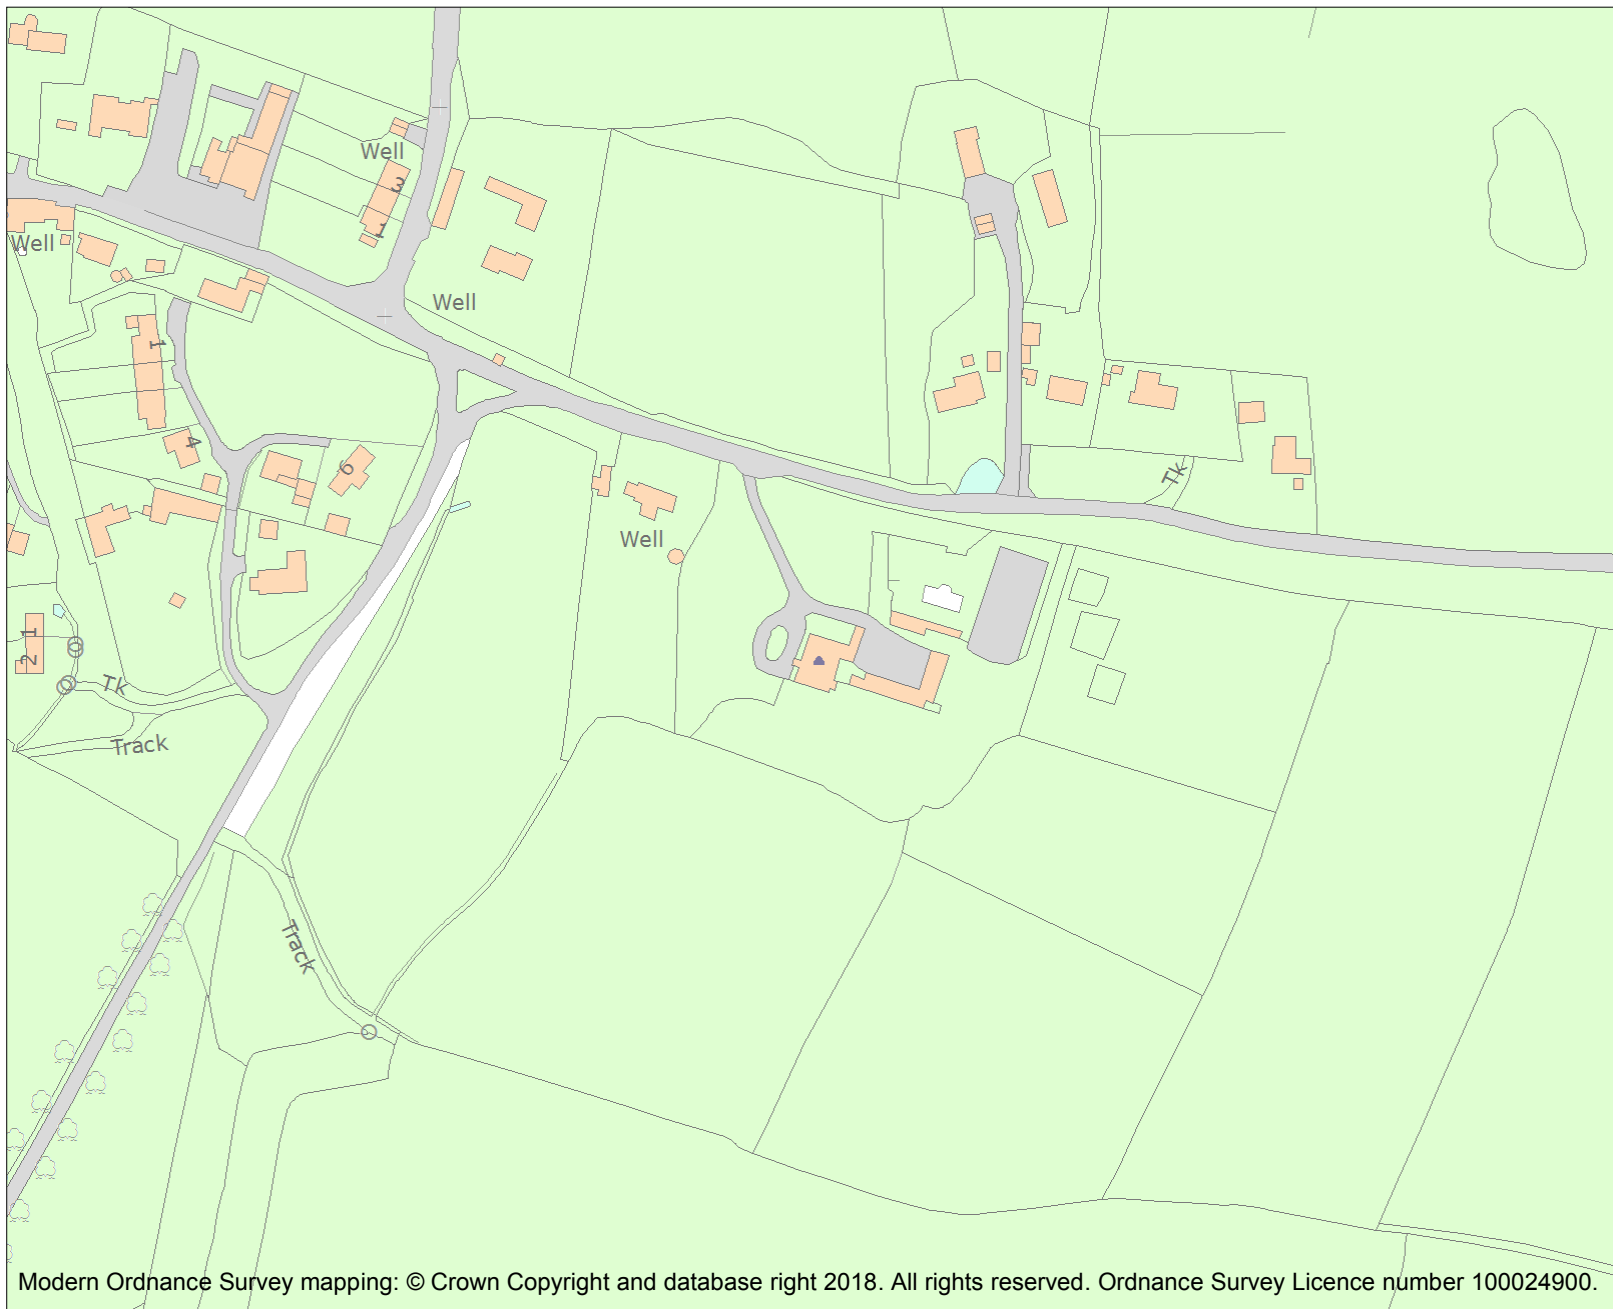 Well
3
1
Well
Well
1
4
6
Tk
Well
1
2
Tk
Track
Track
Modern Ordnance Survey mapping: © Crown Copyright and database right 2018. All rights reserved. Ordnance Survey Licence number 100024900.